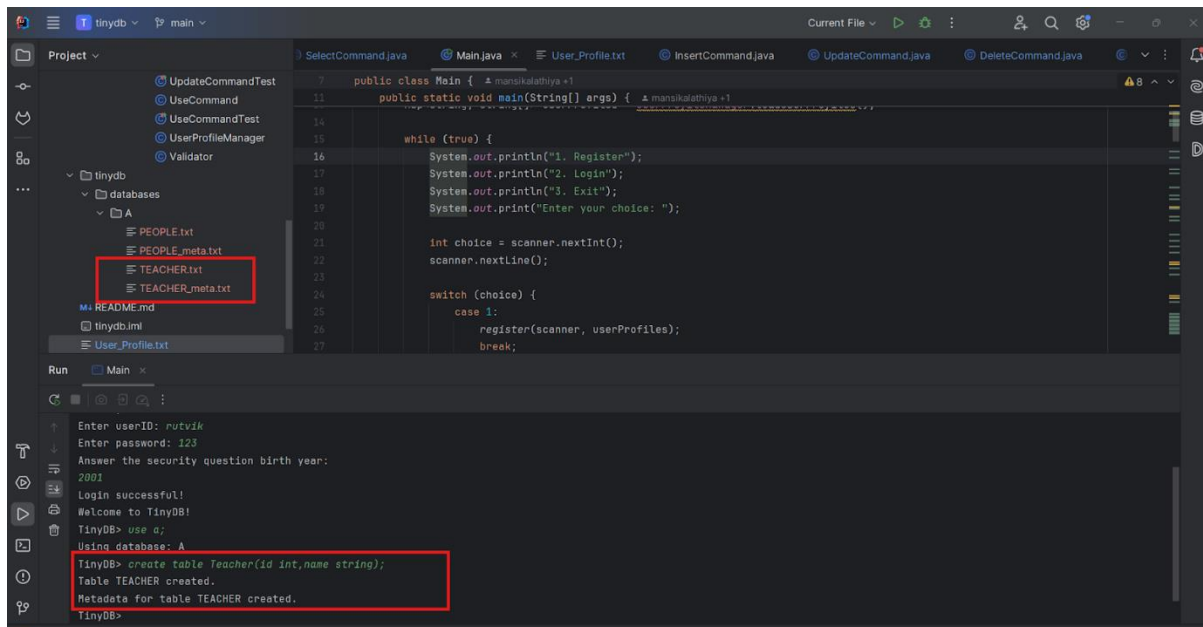 T tinydb main
Current File
Project
SelectCommand.java Main.java User_Profile.txt InsertCommand.java UpdateCommand.java DeleteCommand.java
UpdateCommandTest
UseCommand
UseCommandTest
UserProfileManager
Validator
tinydb
databases
A
PEOPLE.txt
PEOPLE_meta.txt
TEACHER.txt
TEACHER_meta.txt
M↓ README.md
tinydb.iml
User_Profile.txt
8
7 public class Main { mansikalathiya +1
11 public static void main(String[] args) { mansikalathiya +1
14
15 while (true) {
16 System.out.println("1. Register");
17 System.out.println("2. Login");
18 System.out.println("3. Exit");
19 System.out.print("Enter your choice: ");
20
21 int choice = scanner.nextInt();
22 scanner.nextLine();
23
24 switch (choice) {
25 case 1:
26 register(scanner, userProfiles);
27 break;
Run Main
Enter userID: rutvik
Enter password: 123
Answer the security question birth year:
2001
Login successful!
Welcome to TinyDB!
TinyDB> use a;
Using database: A
TinyDB> create table Teacher(id int,name string);
Table TEACHER created.
Metadata for table TEACHER created.
TinyDB>